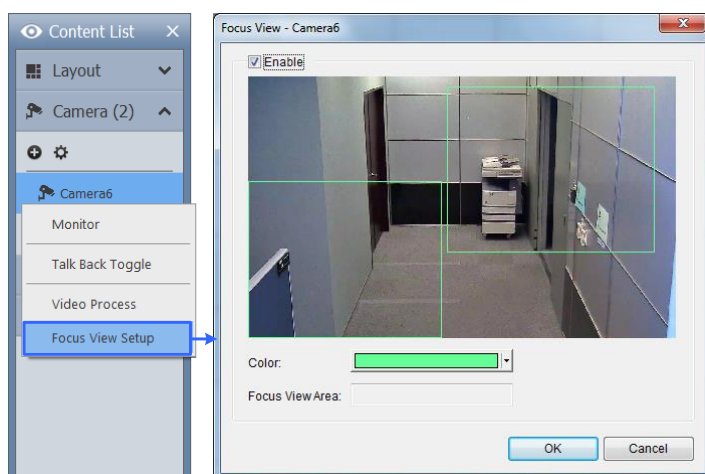 Content List
Layout
Camera (2)
Camera6
Monitor
Talk Back Toggle
Video Process
Focus View Setup
Focus View - Camera6
Enable
Color:
Focus View Area:
OK
Cancel